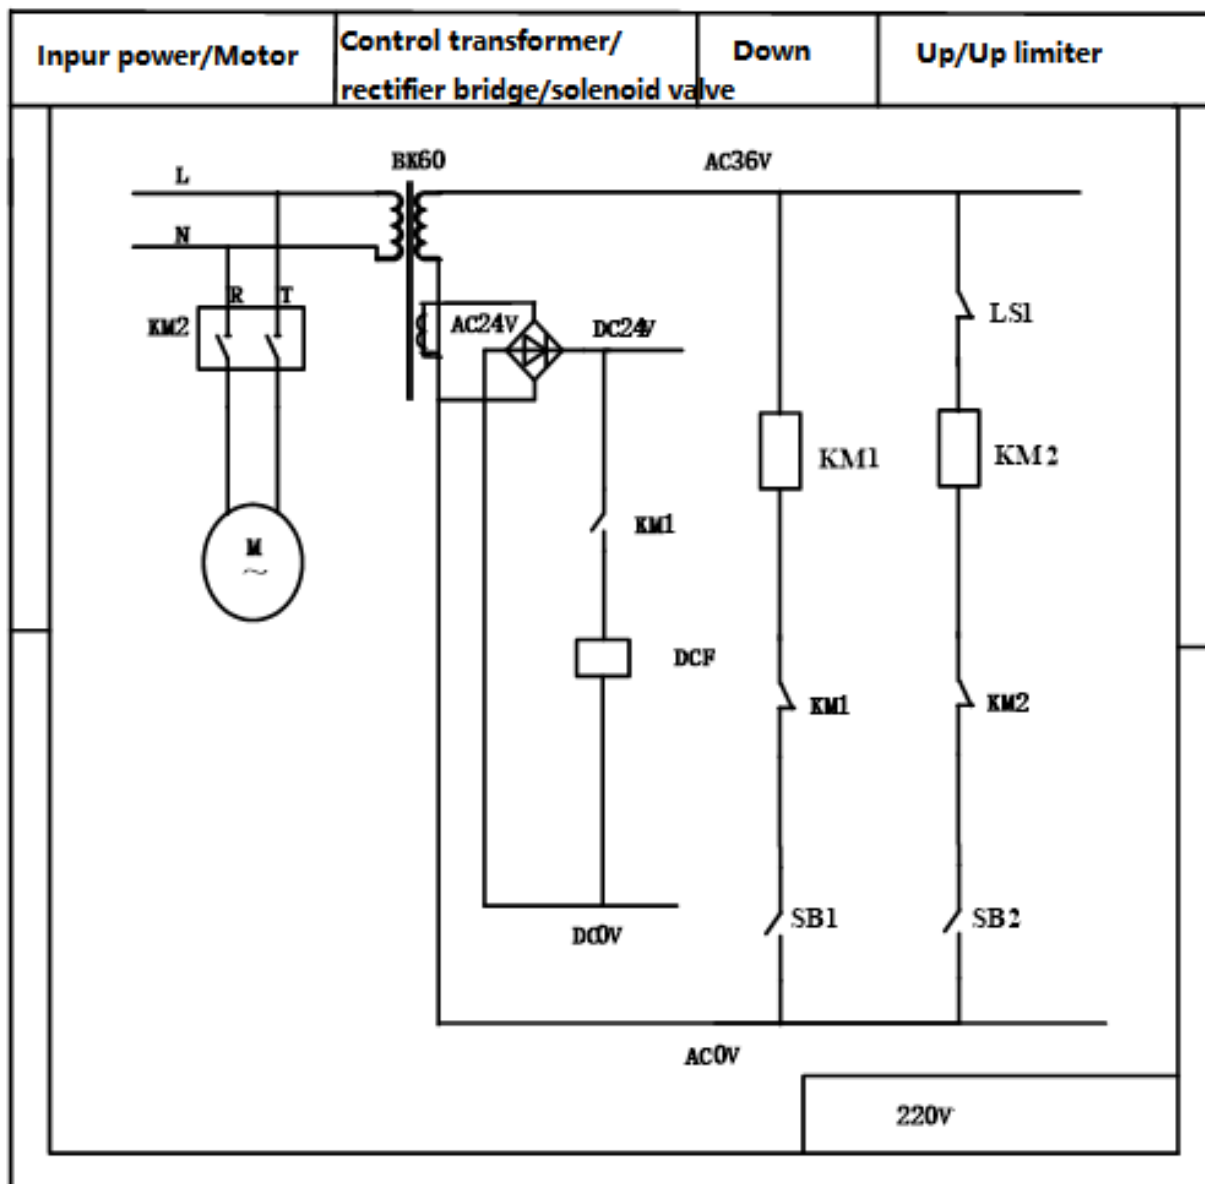 Inpur power/Motor
Control transformer/
rectifier bridge/solenoid valve
Down
Up/Up limiter
BK60
AC36V
L
N
R T
KM2
AC24V
DC24V
LS1
KM1
KM2
M
~
KM1
DCF
KM1
KM2
SB1
SB2
DC0V
AC0V
220V